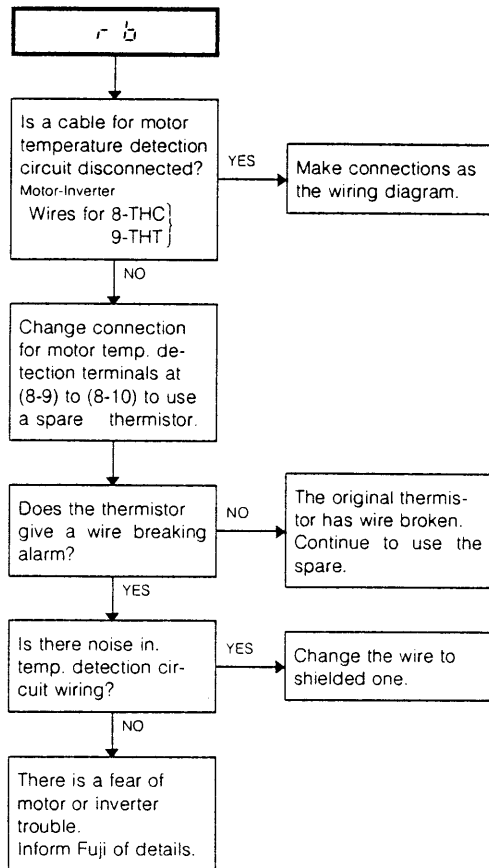 r b
Is a cable for motor
temperature detection
circuit disconnected?
Motor-Inverter
Wires for 8-THC}
9-THT}
YES
Make connections as
the wiring diagram.
NO
Change connection
for motor temp. de-
tection terminals at
(8-9) to (8-10) to use
a spare thermistor.
Does the thermistor
give a wire breaking
alarm?
NO
The original thermis-
tor has wire broken.
Continue to use the
spare.
YES
Is there noise in.
temp. detection cir-
cuit wiring?
YES
Change the wire to
shielded one.
NO
There is a fear of
motor or inverter
trouble.
Inform Fuji of details.